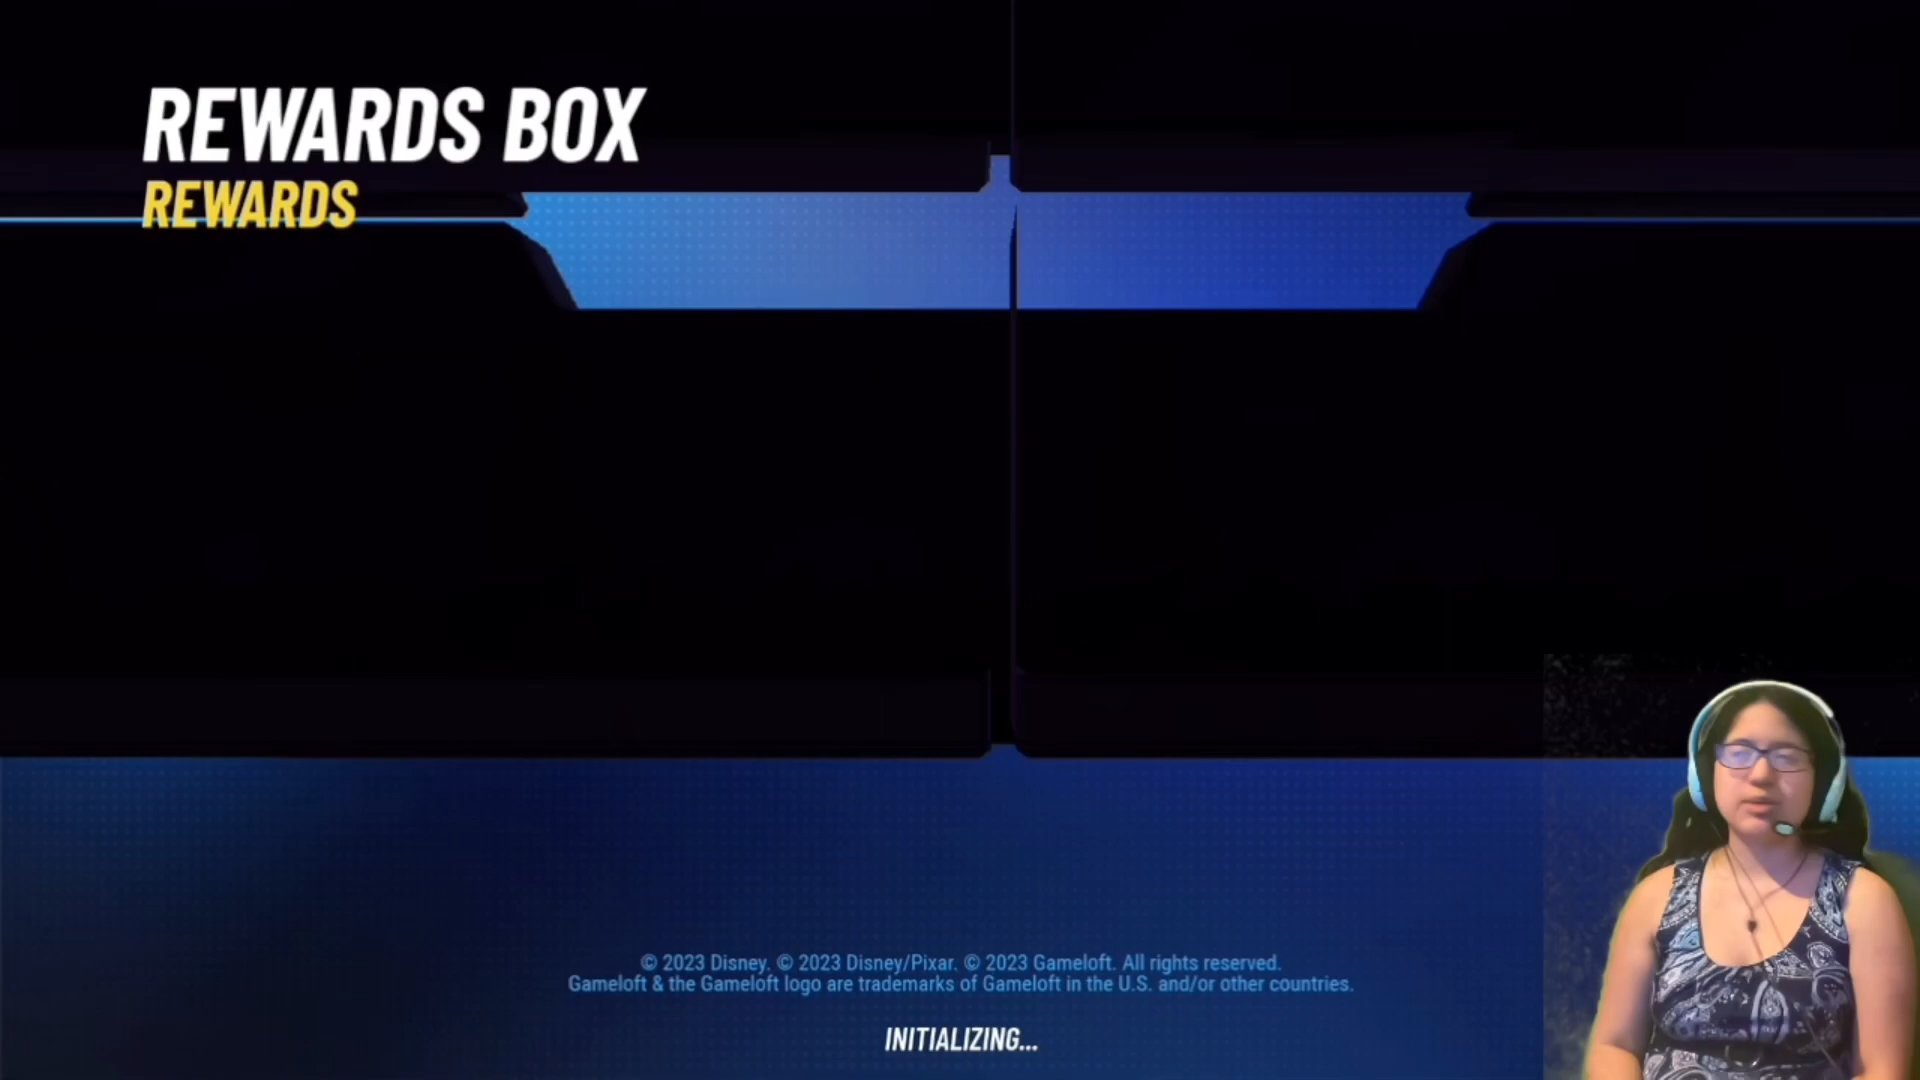 REWARDS BOX
REWARDS
© 2023 Disney. © 2023 Disney/Pixar. © 2023 Gameloft. All rights reserved.
Gameloft & the Gameloft logo are trademarks of Gameloft in the U.S. and/or other countries.
INITIALIZING...